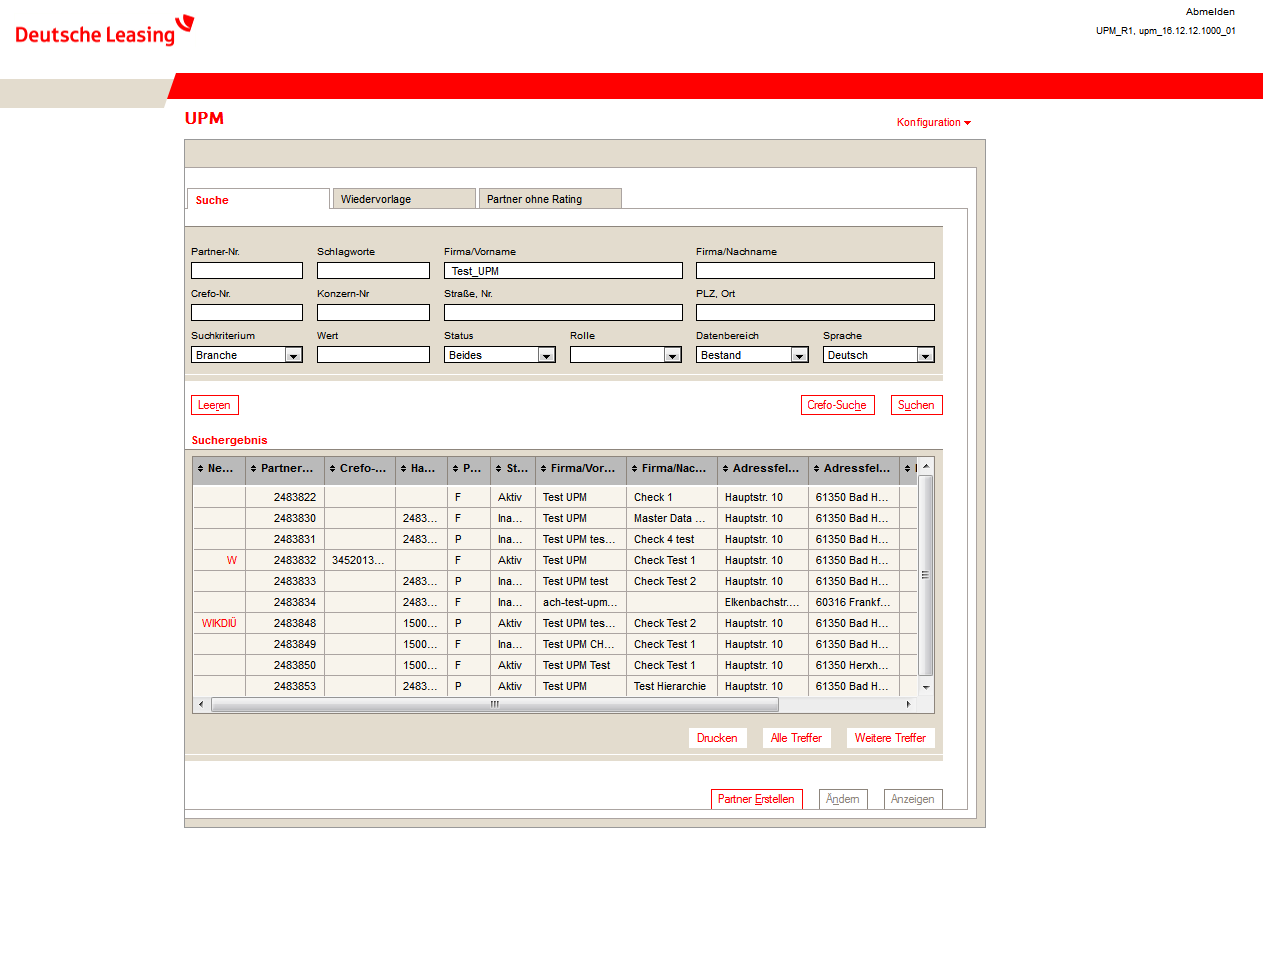 Deutsche Leasing
Abmelden
UPM_R1, upm_16.12.12.1000_01
UPM
Konfiguration
Suche Wiedervorlage Partner ohne Rating
Partner-Nr. Schlagworte Firma/Vorname Firma/Nachname
Test_UPM
Crefo-Nr. Konzern-Nr Straße, Nr. PLZ, Ort
Suchkriterium Wert Status Rolle Datenbereich Sprache
Branche Beides Bestand Deutsch
Leeren Crefo-Suche Suchen
Suchergebnis
Ne... Partner... Crefo-... Ha... P... St... Firma/Vor... Firma/Nac... Adressfel... Adressfel...
2483822 F Aktiv Test UPM Check 1 Hauptstr. 10 61350 Bad H...
2483830 2483... F Ina... Test UPM Master Data ... Hauptstr. 10 61350 Bad H...
2483831 2483... P Ina... Test UPM tes... Check 4 test Hauptstr. 10 61350 Bad H...
W 2483832 3452013... F Aktiv Test UPM Check Test 1 Hauptstr. 10 61350 Bad H...
2483833 2483... P Ina... Test UPM test Check Test 2 Hauptstr. 10 61350 Bad H...
2483834 2483... F Ina... ach-test-upm... Elkenbachstr.... 60316 Frankf...
WIKDIÜ 2483848 1500... P Aktiv Test UPM tes... Check Test 2 Hauptstr. 10 61350 Bad H...
2483849 1500... F Ina... Test UPM CH... Check Test 1 Hauptstr. 10 61350 Bad H...
2483850 1500... F Aktiv Test UPM Test Check Test 1 Hauptstr. 10 61350 Herxh...
2483853 2483... P Aktiv Test UPM Test Hierarchie Hauptstr. 10 61350 Bad H...
Drucken Alle Treffer Weitere Treffer
Partner Erstellen Ändern Anzeigen